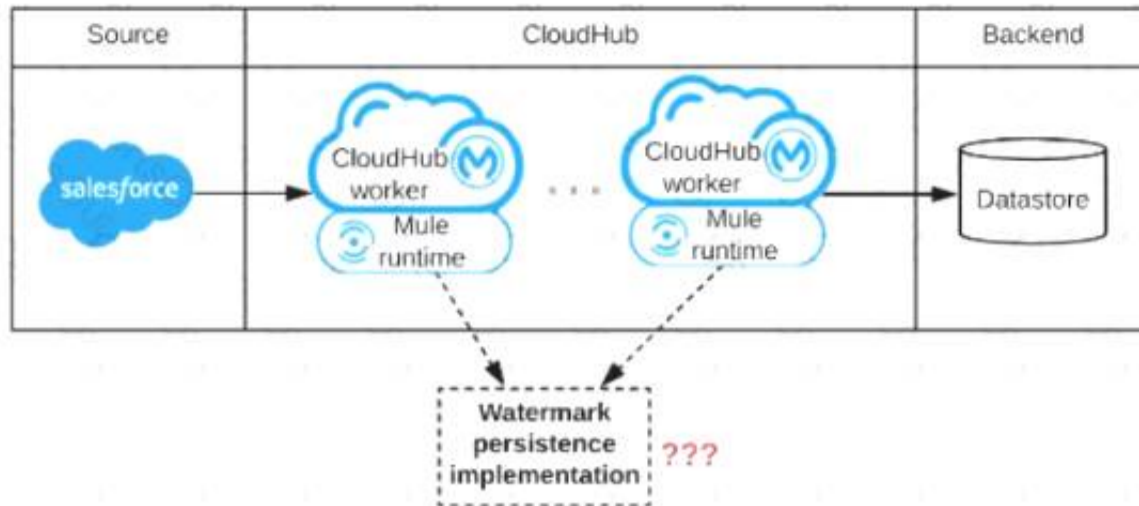 Source
CloudHub
Backend
salesforce
CloudHub
worker
Mule
runtime
CloudHub
worker
Mule
runtime
Datastore
Watermark
persistence
implementation
???